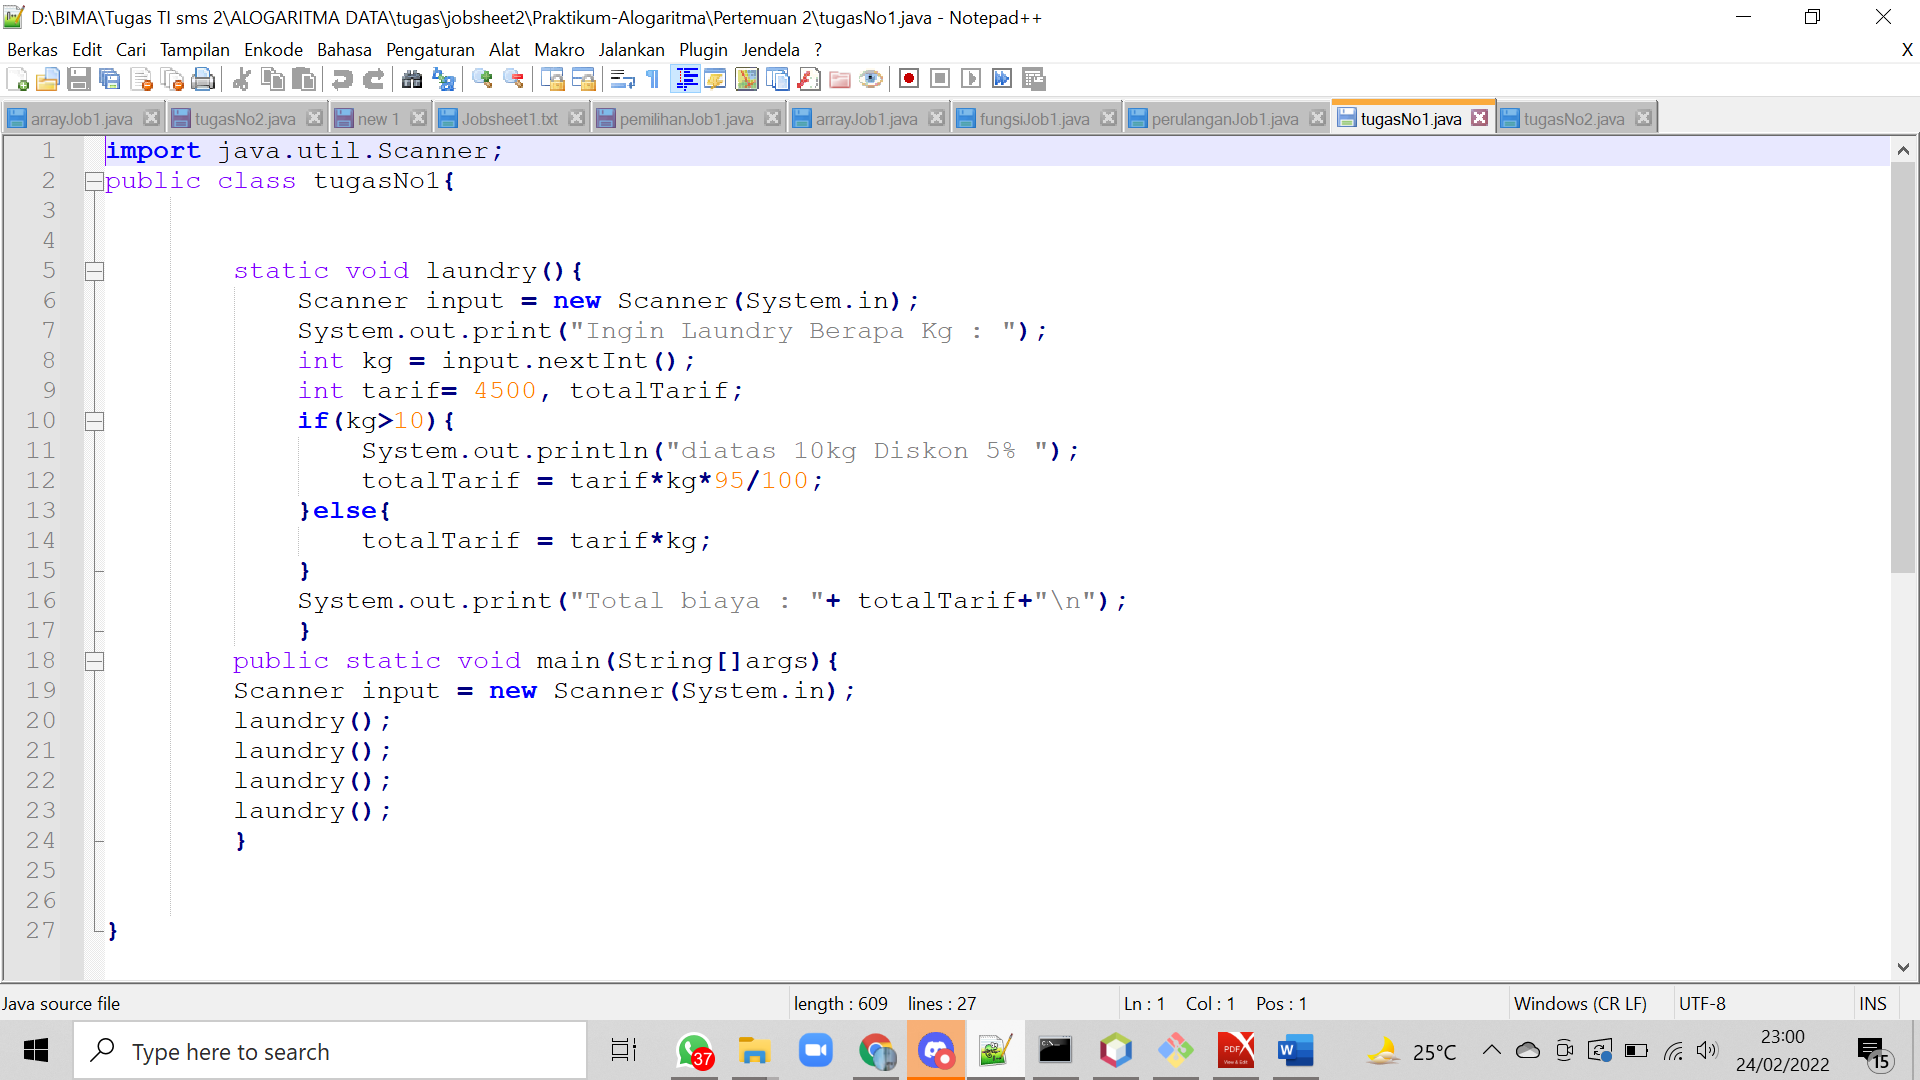 D:\BIMA\Tugas TI sms 2\ALOGARITMA DATA\tugas\jobsheet2\Praktikum-Alogaritma\Pertemuan 2\tugasNo1.java - Notepad++
Berkas Edit Cari Tampilan Enkode Bahasa Pengaturan Alat Makro Jalankan Plugin Jendela ? X
arrayJob1.java tugasNo2.java new 1 Jobsheet1.txt pemilihanJob1.java arrayJob1.java fungsiJob1.java perulanganJob1.java tugasNo1.java tugasNo2.java
1 import java.util.Scanner;
2 public class tugasNo1{
3
4
5 static void laundry(){
6 Scanner input = new Scanner(System.in);
7 System.out.print("Ingin Laundry Berapa Kg : ");
8 int kg = input.nextInt();
9 int tarif= 4500, totalTarif;
10 if(kg>10){
11 System.out.println("diatas 10kg Diskon 5% ");
12 totalTarif = tarif*kg*95/100;
13 }else{
14 totalTarif = tarif*kg;
15 }
16 System.out.print("Total biaya : "+ totalTarif+"\n");
17 }
18 public static void main(String[]args){
19 Scanner input = new Scanner(System.in);
20 laundry();
21 laundry();
22 laundry();
23 laundry();
24 }
25
26
27 }
Java source file length : 609 lines : 27 Ln : 1 Col : 1 Pos : 1 Windows (CR LF) UTF-8 INS
Type here to search 37 PDF W 25°C 23:00
24/02/2022 15